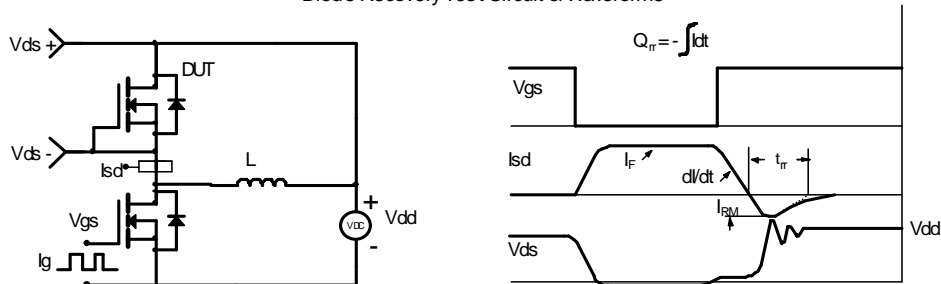 Diode Recovery Test Circuit & Waveforms
Vds +
DUT
Vds -
Isd
L
Vgs
Ig
VDC
+
-
Vdd
Qrr = - ∫Idt
Vgs
Isd
IF
dI/dt
trr
IRM
Vdd
Vds